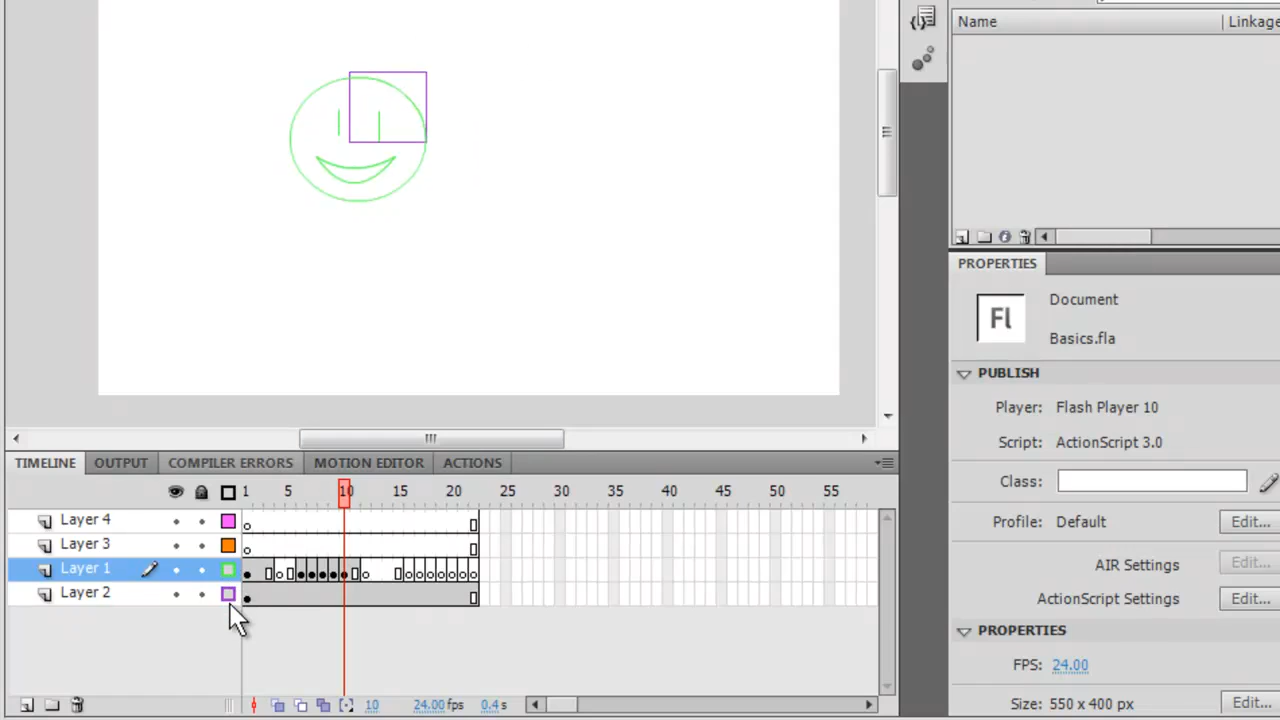 Name Linkage
PROPERTIES
Fl Document
Basics.fla
PUBLISH
Player: Flash Player 10
Script: ActionScript 3.0
Class:
Profile: Default Edit...
AIR Settings Edit...
ActionScript Settings Edit...
PROPERTIES
FPS: 24.00
Size: 550 x 400 px Edit...
TIMELINE OUTPUT COMPILER ERRORS MOTION EDITOR ACTIONS
1 5 10 15 20 25 30 35 40 45 50 55
Layer 4
Layer 3
Layer 1
Layer 2
10 24.00 fps 0.4 s